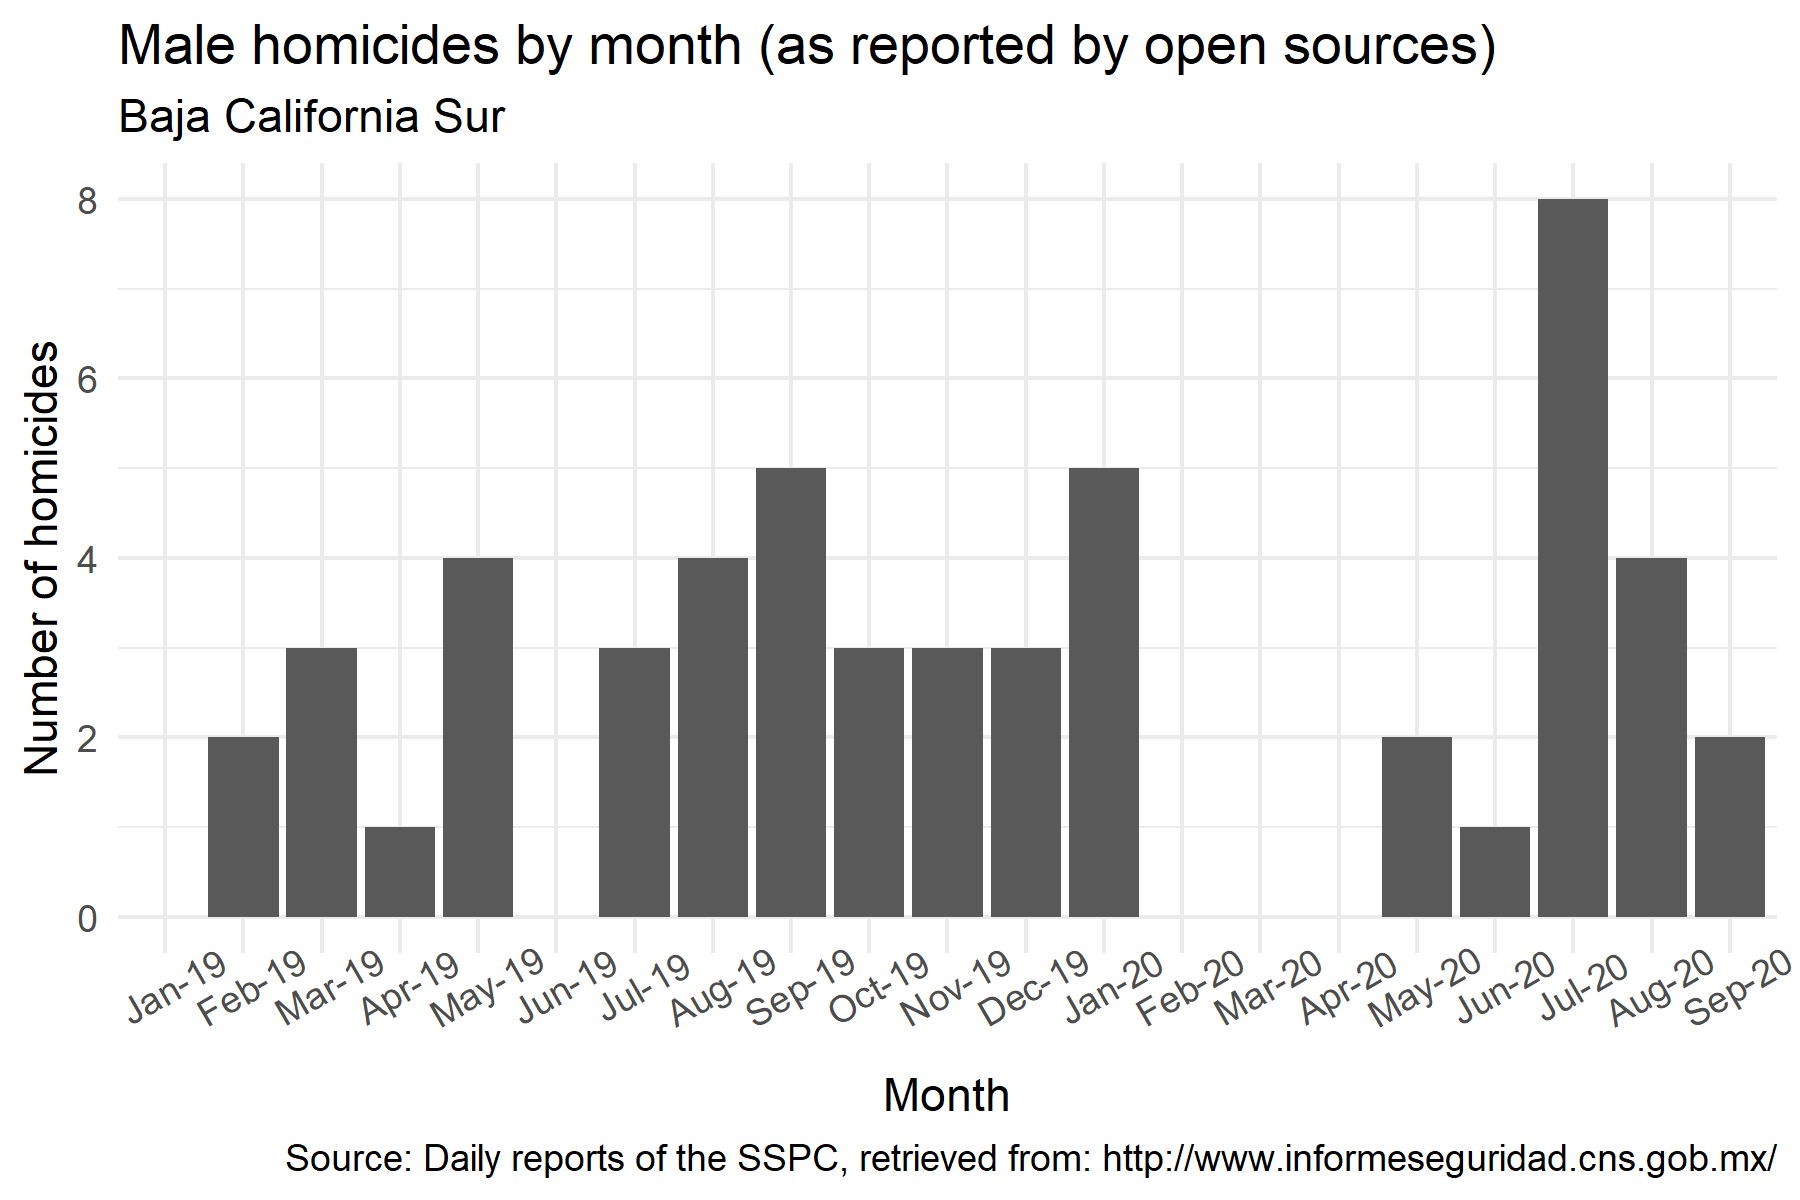 Male homicides by month (as reported by open sources)
Baja California Sur
Number of homicides
8
6
4
2
0
Jan-19
Feb-19
Mar-19
Apr-19
May-19
Jun-19
Jul-19
Aug-19
Sep-19
Oct-19
Nov-19
Dec-19
Jan-20
Feb-20
Mar-20
Apr-20
May-20
Jun-20
Jul-20
Aug-20
Sep-20
Month
Source: Daily reports of the SSPC, retrieved from: http://www.informeseguridad.cns.gob.mx/